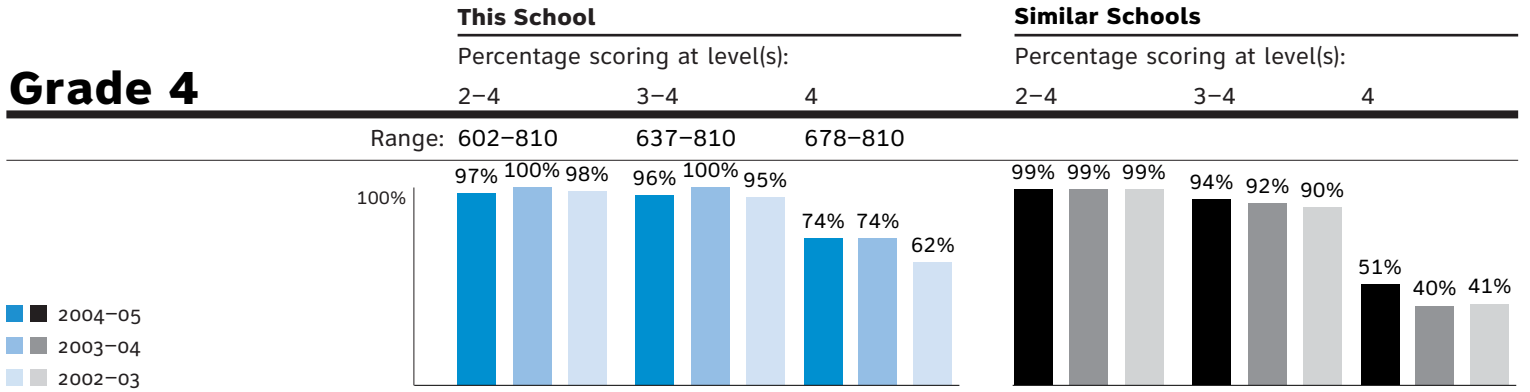 This School Similar Schools
Percentage scoring at level(s): Percentage scoring at level(s):
Grade 4 2–4 3–4 4 2–4 3–4 4
Range: 602–810 637–810 678–810
97% 100% 98% 96% 100% 95% 74% 74% 62% 99% 99% 99% 94% 92% 90% 51% 40% 41%
100%
2004–05
2003–04
2002–03